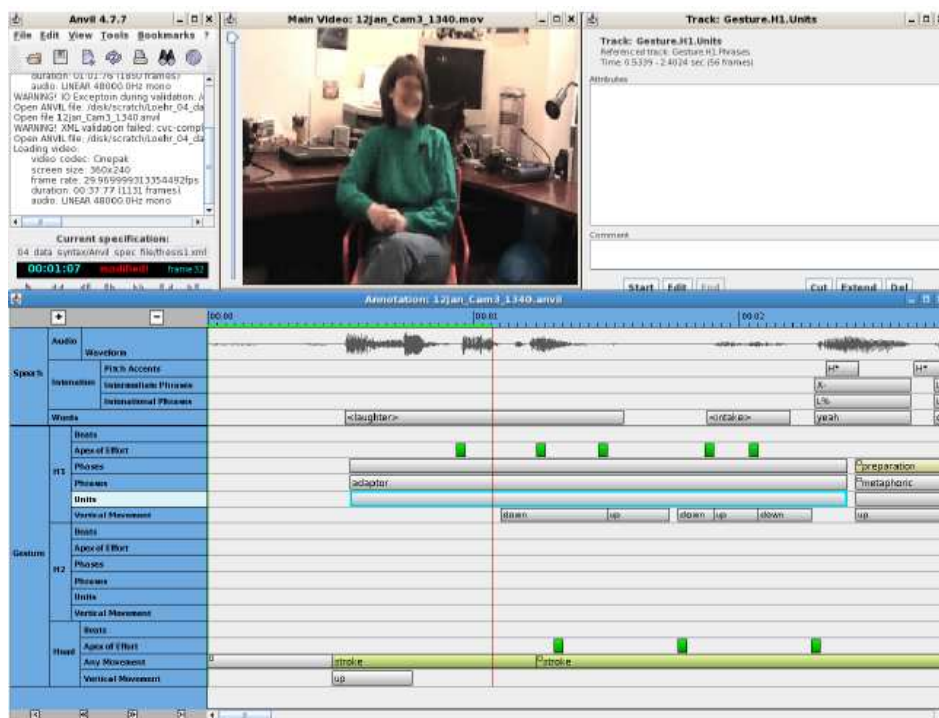 Anvil 4.7.7
File Edit View Tools Bookmarks ?
duration: 01:01:76 (1850 frames)
audio: LINEAR 48000.0Hz mono
WARNING! IO Exception during validation: /
Open ANVIL file: /disk/scratch/Loehr_04_da
Open file 12jan_Cam3_1340.anvil
WARNING! XML validation failed: cvc-compl
Open ANVIL file: /disk/scratch/Loehr_04_da
Loading video:
video codec: Cinepak
screen size: 360x240
frame rate: 29.969999313354492fps
duration: 00:37:77 (1131 frames)
audio: LINEAR 48000.0Hz mono
Current specification:
04 data syntax/Anvil spec file/thesis1.xml
00:01:07 modified! frame 32
Main Video: 12jan_Cam3_1340.mov
Track: Gesture.H1.Units
Track: Gesture.H1.Units
Referenced track: Gesture.H1.Phrases
Time: 0.5339 - 2.4024 sec (56 frames)
Attributes
Comment
Start Edit End Cut Extend Del
Annotation: 12jan_Cam3_1340.anvil
+ - 00:00 00:01 00:02
Speech
Audio Waveform
Intonation
Pitch Accents H* H*
Intermediate Phrases X-
Intonational Phrases L%
Words <laughter> <intake> yeah
Gesture
H1
Beats
Apex of Effort
Phases preparation
Phrases adaptor metaphoric
Units
Vertical Movement down up down up down up
H2
Beats
Apex of Effort
Phases
Phrases
Units
Vertical Movement
Head
Beats
Apex of Effort
Any Movement stroke stroke
Vertical Movement up